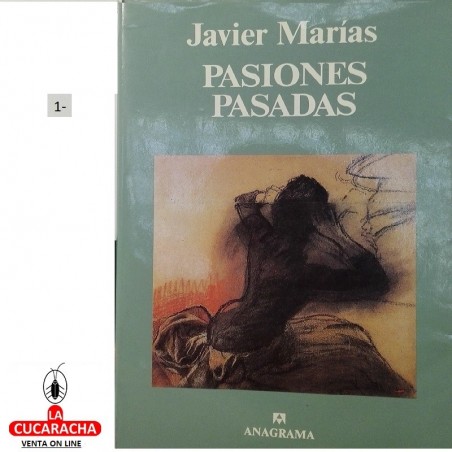 Javier Marías
PASIONES
PASADAS
1-
LA
CUCARACHA
VENTA ON LINE
A
ANAGRAMA